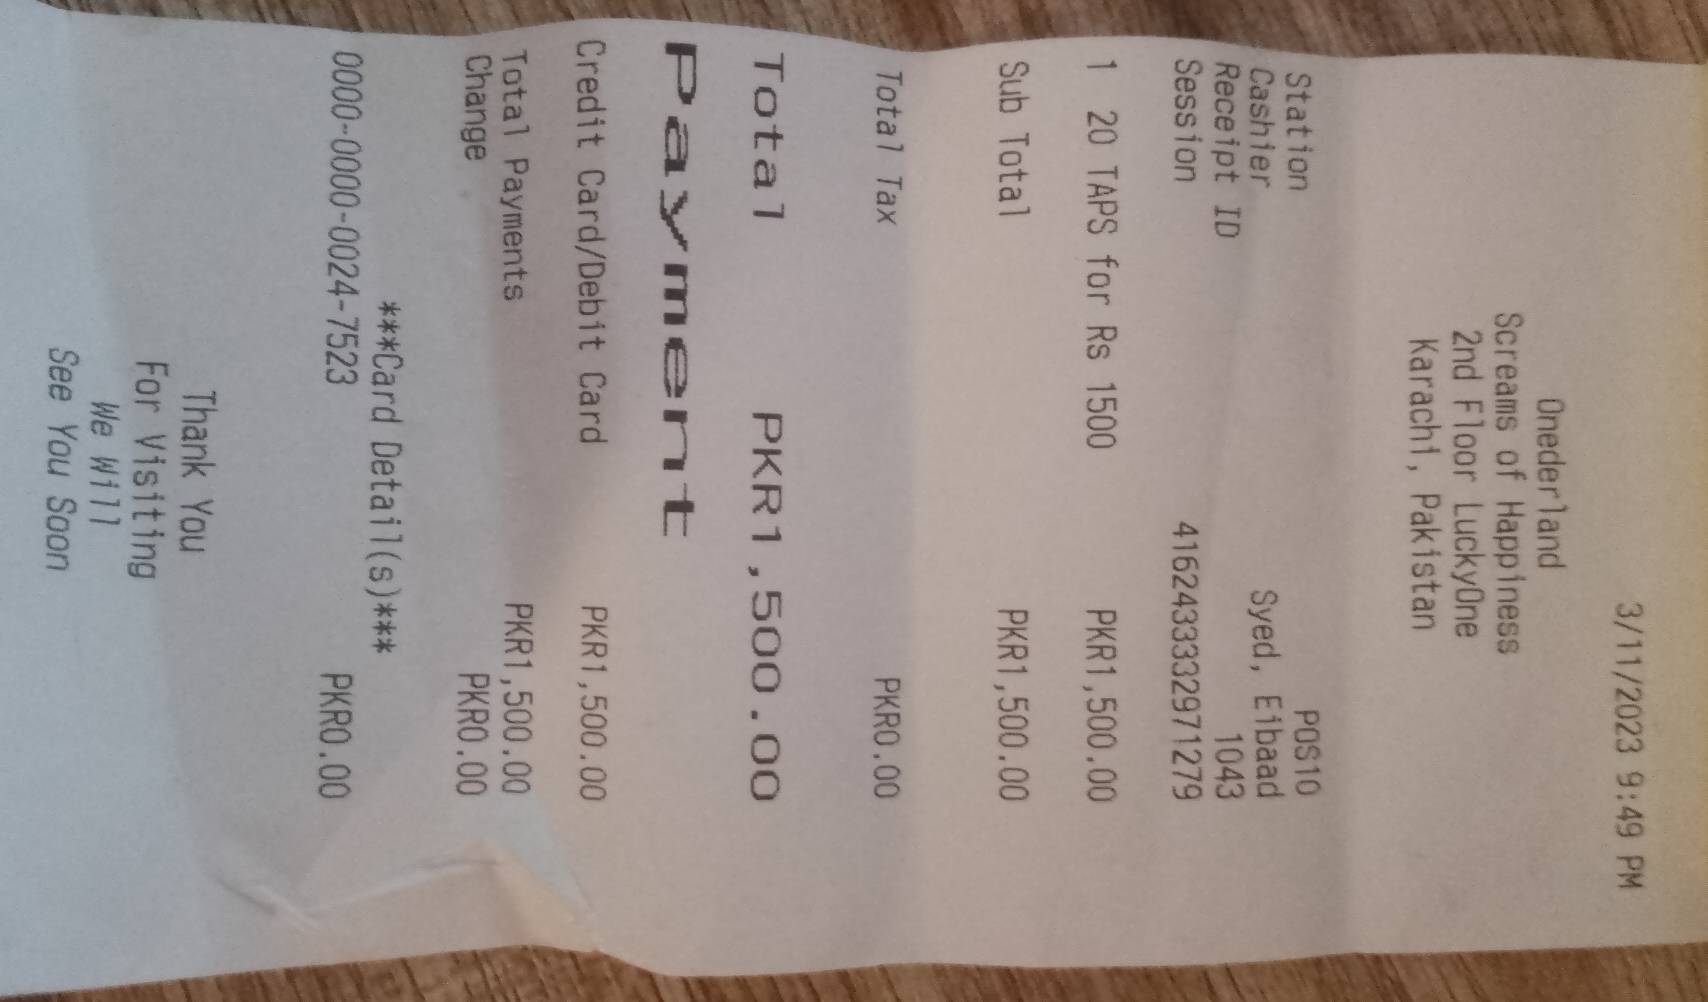 3/11/2023 9:49 PM
Onederland
Screams of Happiness
2nd Floor LuckyOne
Karachi, Pakistan
Station POS10
Cashier Syed, Eibaad
Receipt ID 1043
Session 4162433332971279
1 20 TAPS for Rs 1500 PKR1,500.00
Sub Total PKR1,500.00
Total Tax PKR0.00
Total PKR1,500.00
Payment
Credit Card/Debit Card PKR1,500.00
Total Payments PKR1,500.00
Change PKR0.00
***Card Detail(s)***
0000-0000-0024-7523 PKR0.00
Thank You
For Visiting
We Will
See You Soon